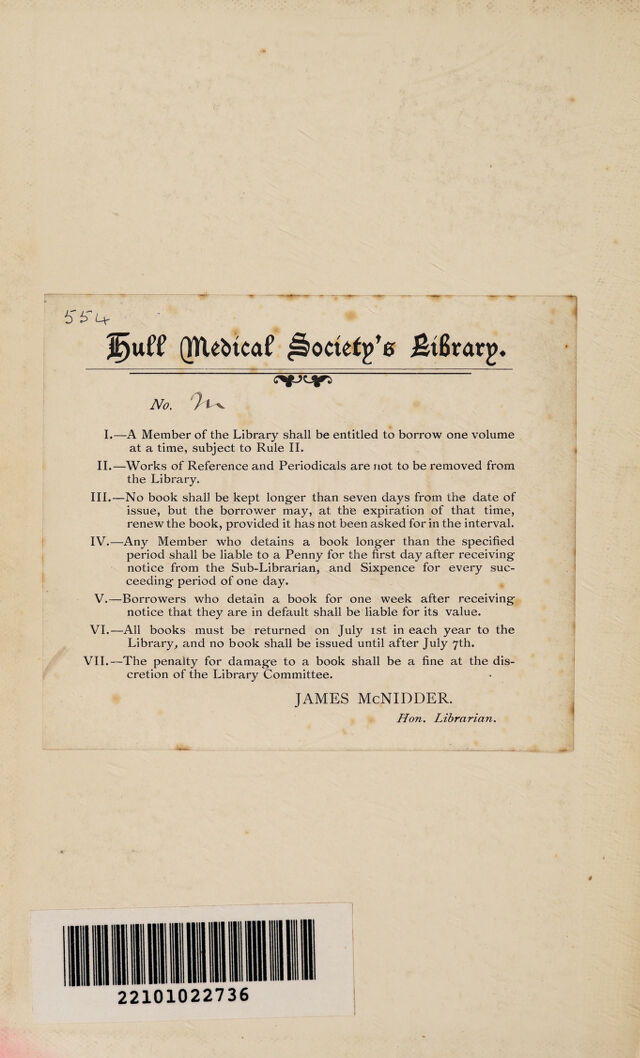 554
Hull Medical Society's Library.
No. M
I.—A Member of the Library shall be entitled to borrow one volume
at a time, subject to Rule II.
II.—Works of Reference and Periodicals are not to be removed from
the Library.
III.—No book shall be kept longer than seven days from the date of
issue, but the borrower may, at the expiration of that time,
renew the book, provided it has not been asked for in the interval.
IV.—Any Member who detains a book longer than the specified
period shall be liable to a Penny for the first day after receiving
notice from the Sub-Librarian, and Sixpence for every suc-
ceeding period of one day.
V.—Borrowers who detain a book for one week after receiving
notice that they are in default shall be liable for its value.
VI.—All books must be returned on July 1st in each year to the
Library, and no book shall be issued until after July 7th.
VII.—The penalty for damage to a book shall be a fine at the dis-
cretion of the Library Committee.
JAMES McNIDDER.
Hon. Librarian.
22101022736